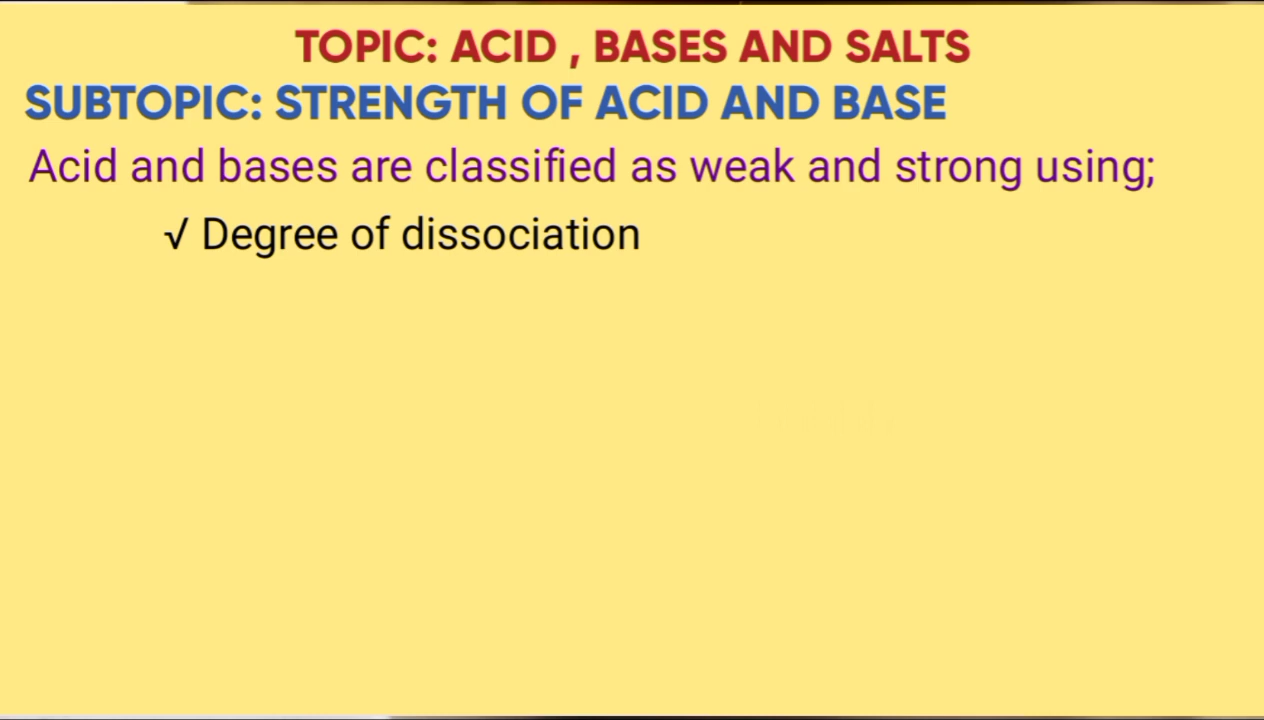 TOPIC: ACID , BASES AND SALTS
SUBTOPIC: STRENGTH OF ACID AND BASE
Acid and bases are classified as weak and strong using;
√ Degree of dissociation